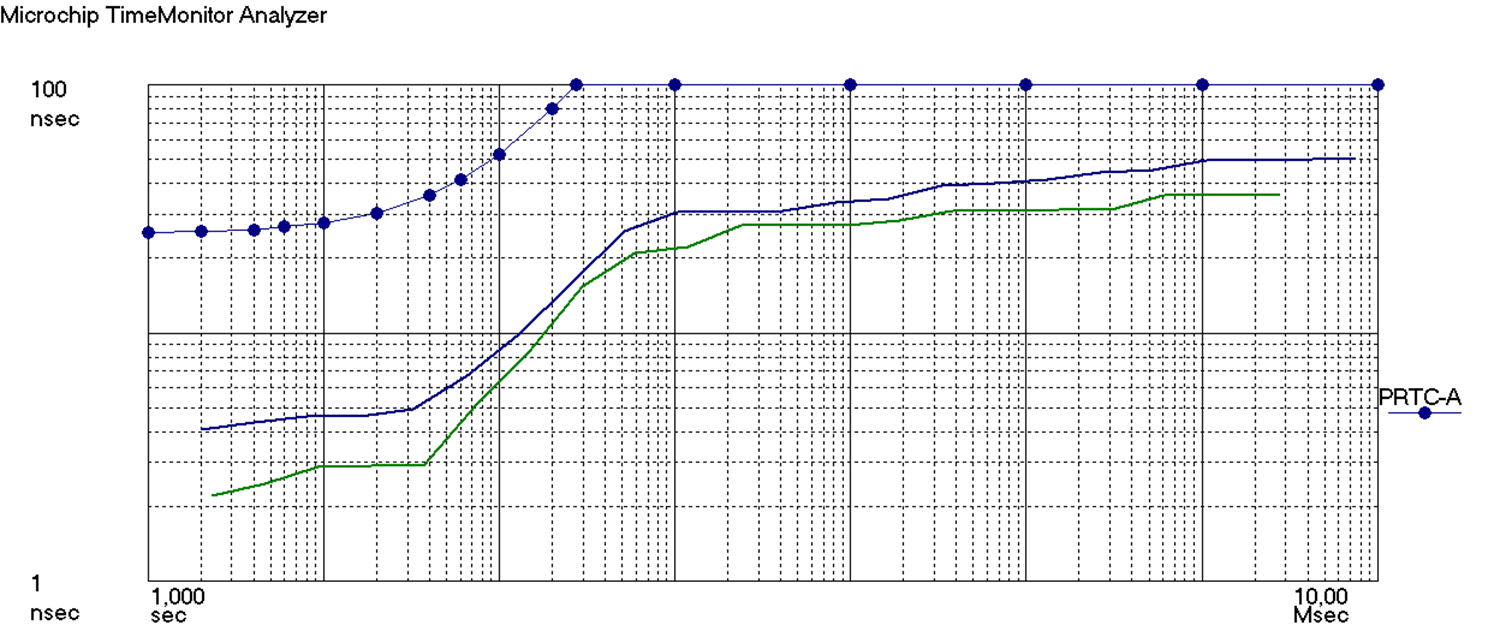 Microchip TimeMonitor Analyzer
100
nsec
PRTC-A
1
nsec
1,000
sec
10,00
Msec